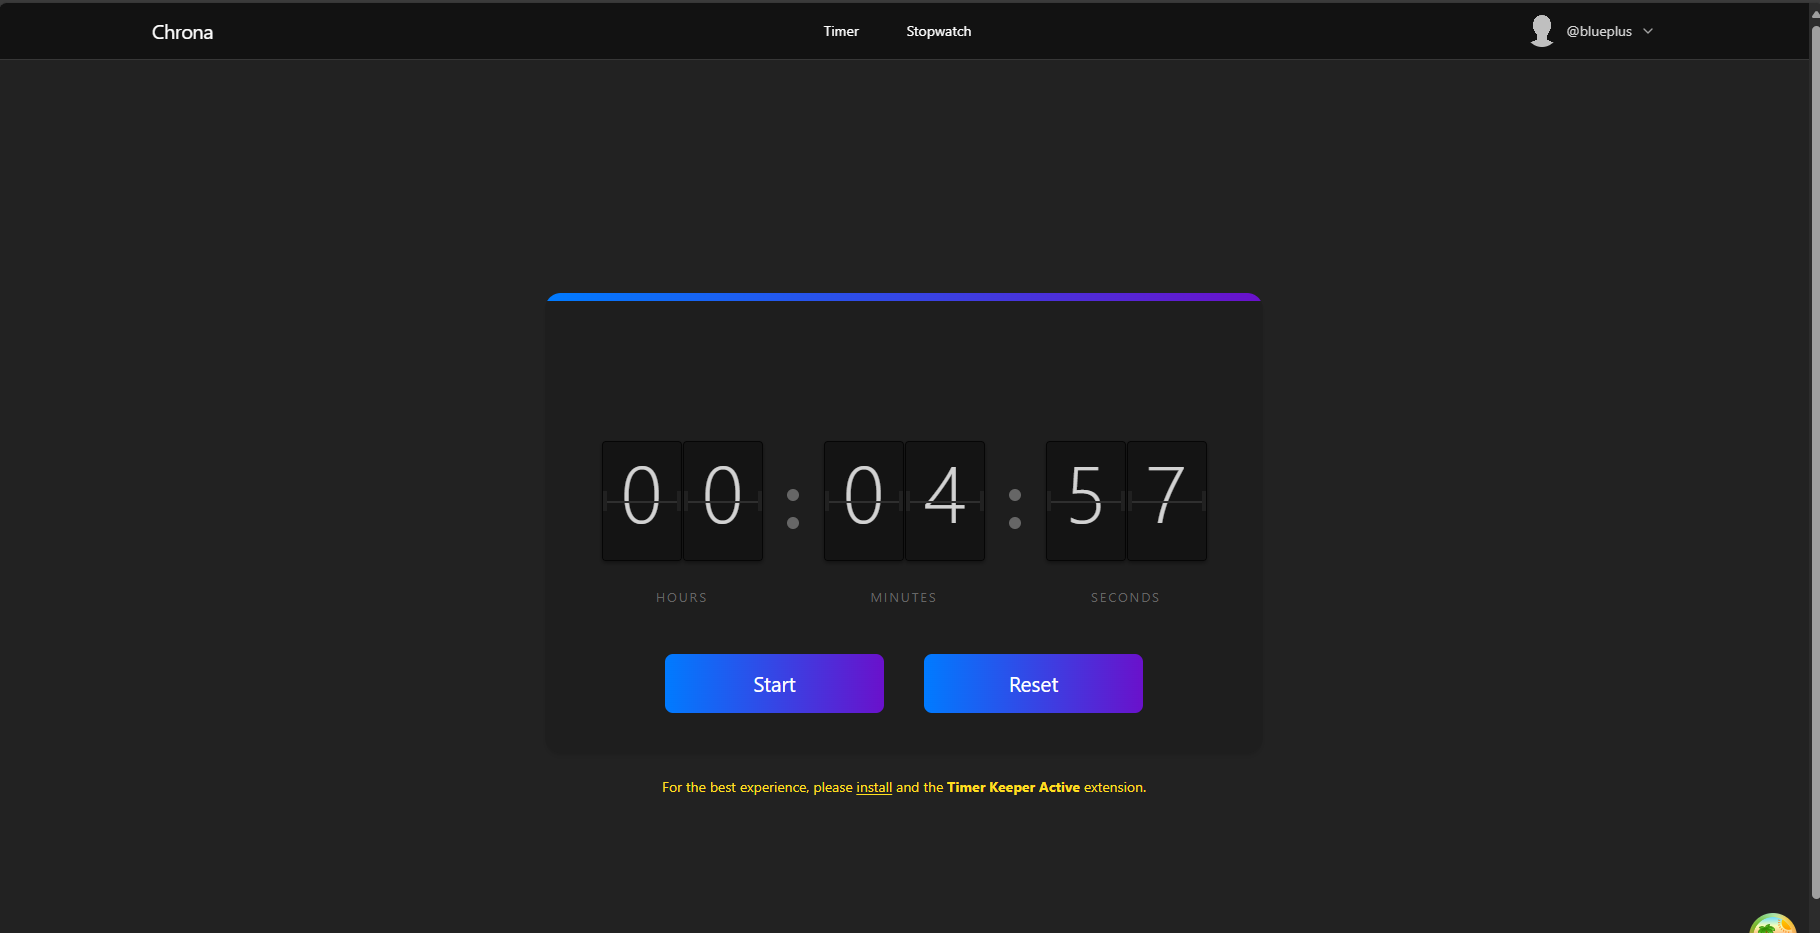 Chrona
Timer Stopwatch
@blueplus
00 : 04 : 57
HOURS MINUTES SECONDS
Start Reset
For the best experience, please install and the Timer Keeper Active extension.